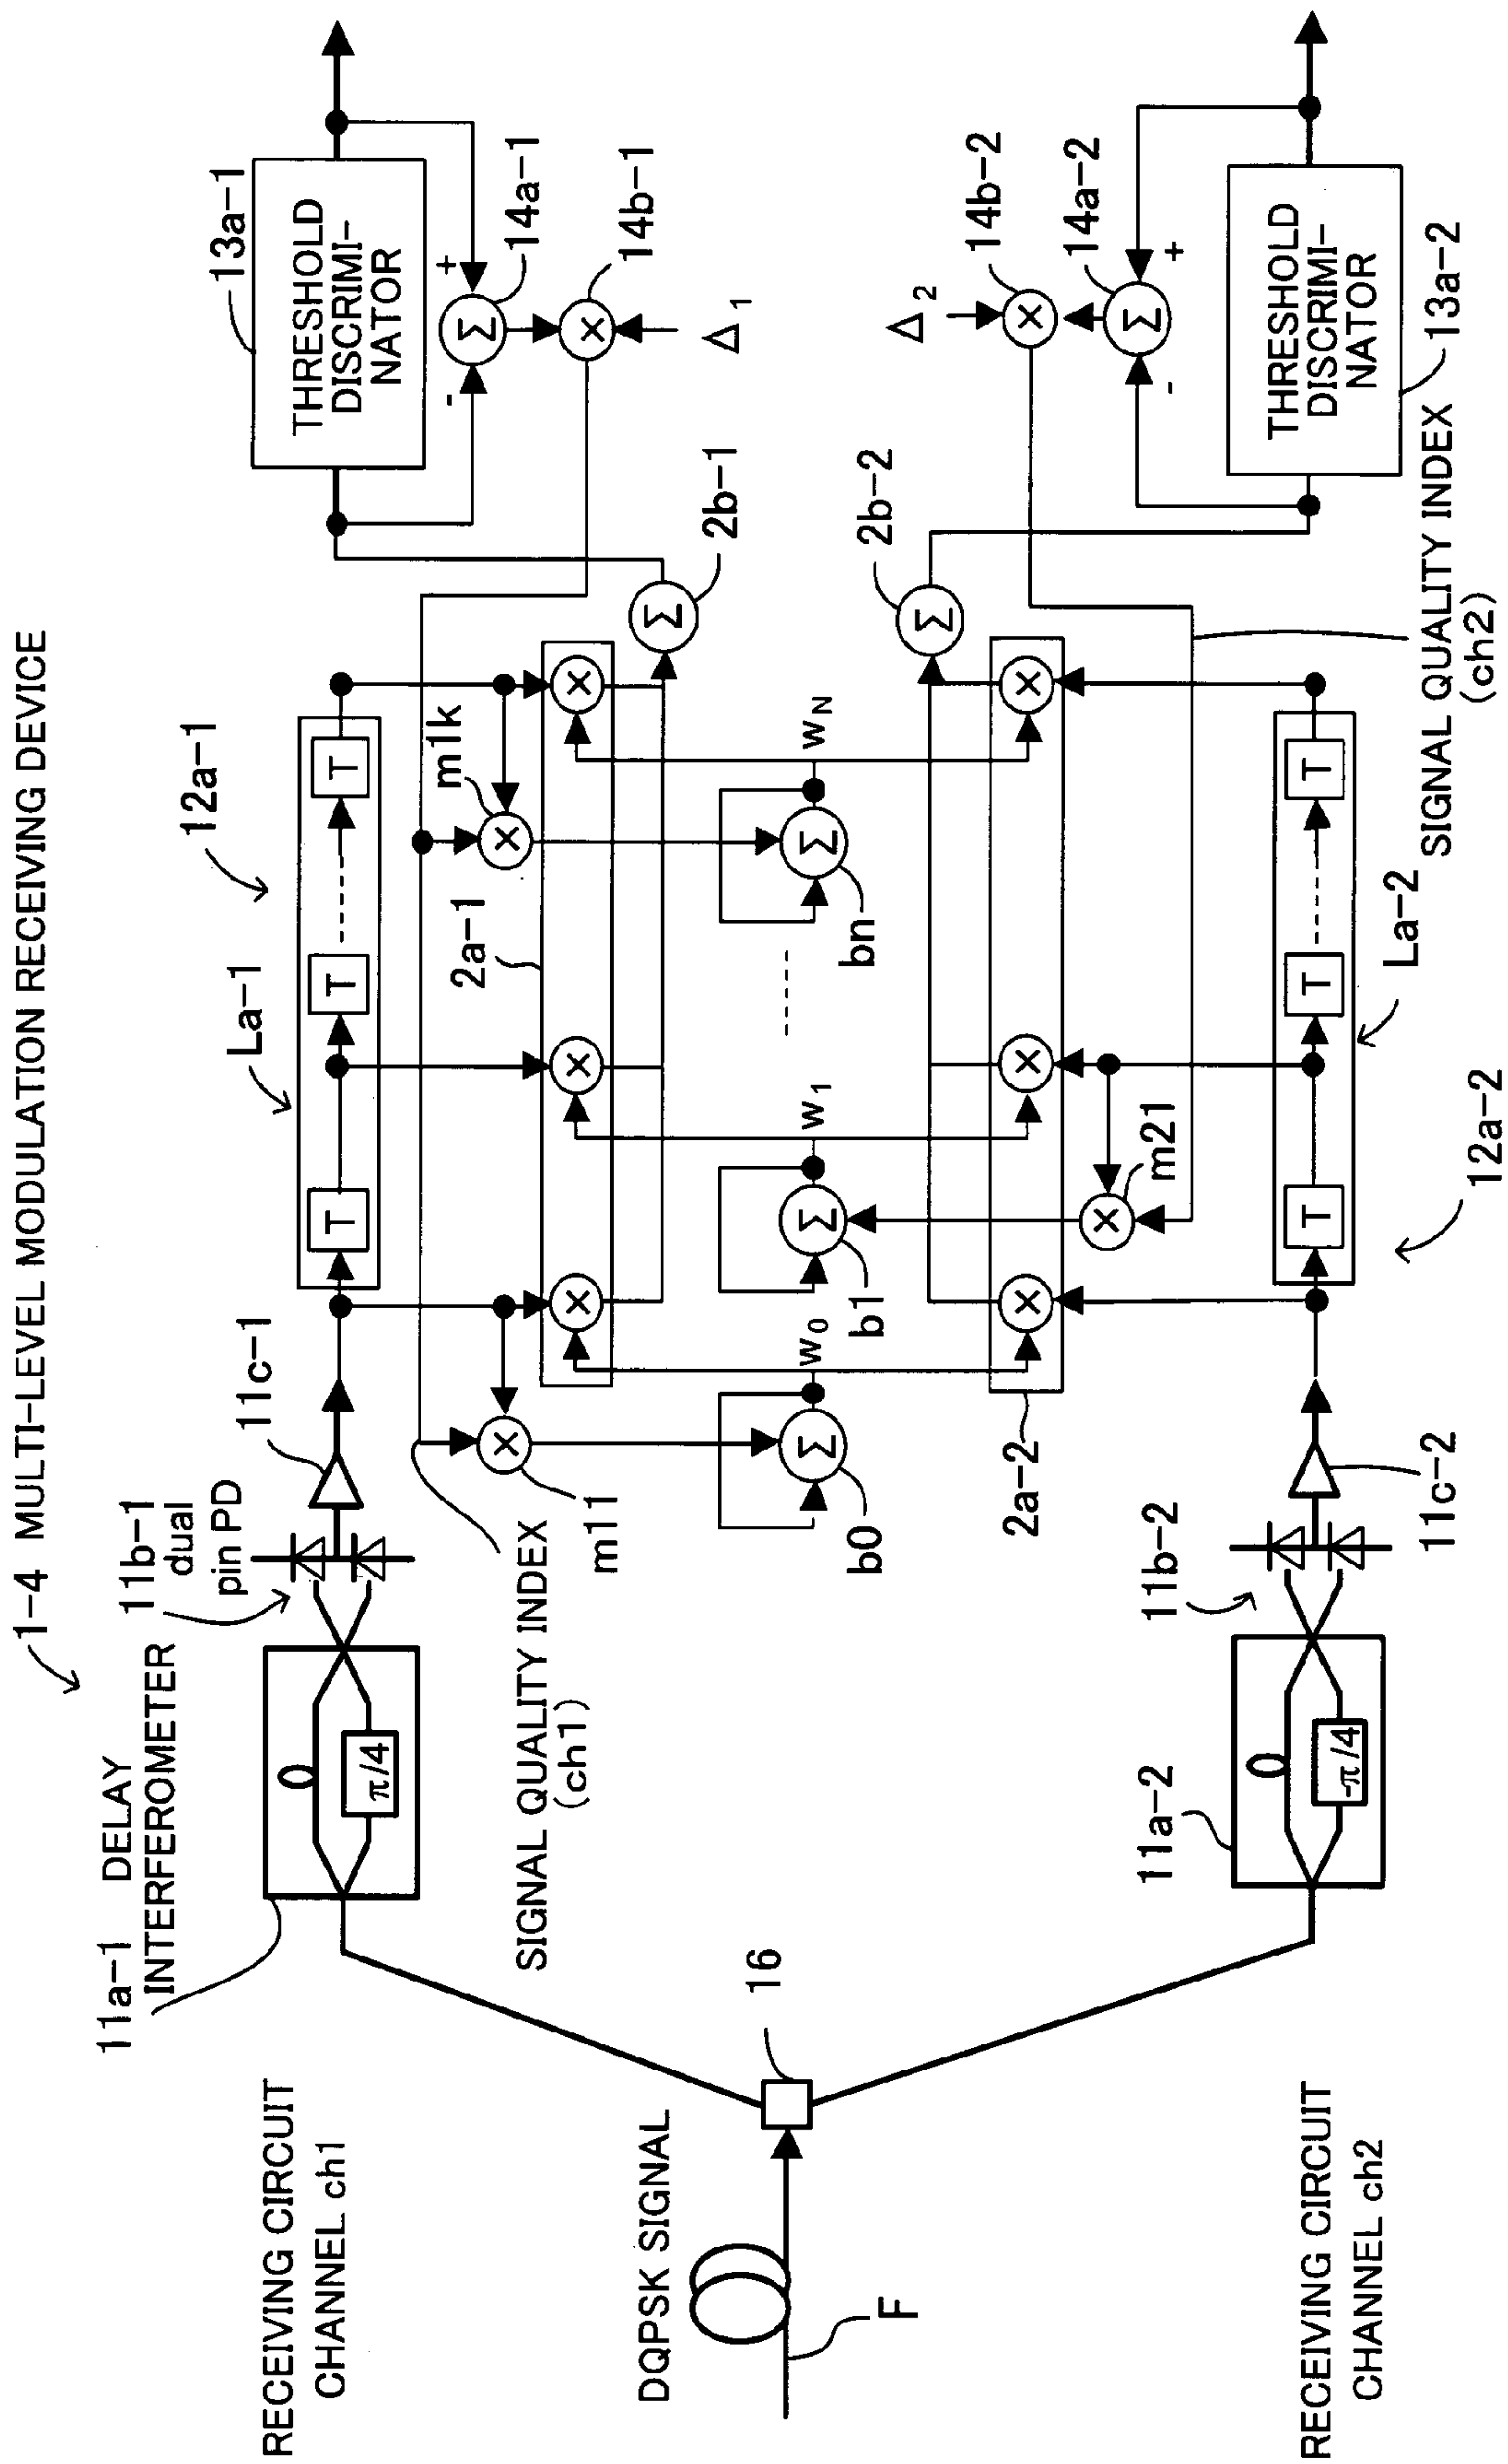 1-4 MULTI-LEVEL MODULATION RECEIVING DEVICE
RECEIVING CIRCUIT
CHANNEL ch1
11a-1 DELAY
INTERFEROMETER
π/4
11b-1
dual
pin PD
11c-1
La-1
12a-1
T
T
T
13a-1
THRESHOLD
DISCRIMI-
NATOR
+
-
Σ
14a-1
×
14b-1
Δ1
SIGNAL QUALITY INDEX
(ch1)
m11
×
2a-1
m1k
×
×
×
×
Σ
2b-1
DQPSK SIGNAL
F
16
b0
Σ
w0
b1
Σ
w1
bn
Σ
wN
2a-2
×
×
×
Σ
2b-2
m21
×
Δ2
×
14b-2
Σ
14a-2
+
-
THRESHOLD
DISCRIMI-
NATOR
13a-2
SIGNAL QUALITY INDEX
(ch2)
RECEIVING CIRCUIT
CHANNEL ch2
11a-2
-π/4
11b-2
11c-2
T
T
T
12a-2
La-2